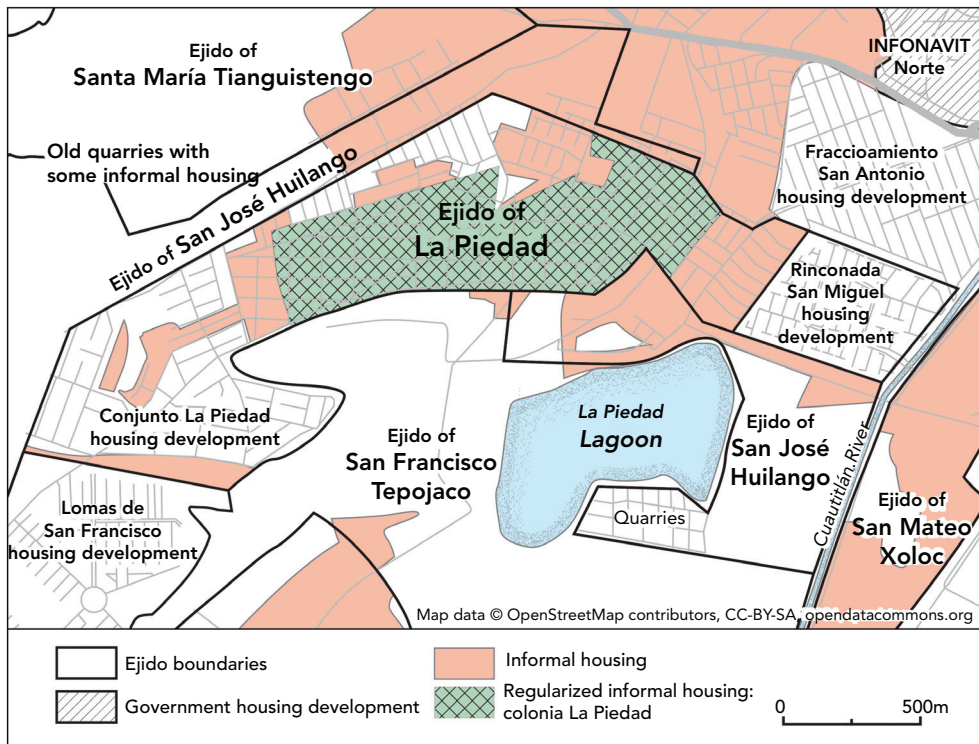 Ejido of
Santa María Tianguistengo
INFONAVIT
Norte
Old quarries with
some informal housing
Ejido of San José Huilango
Fraccioamiento
San Antonio
housing development
Ejido of
La Piedad
Rinconada
San Miguel
housing
development
Conjunto La Piedad
housing development
Ejido of
San Francisco
Tepojaco
La Piedad
Lagoon
Ejido of
San José
Huilango
Cuautitlán River
Lomas de
San Francisco
housing development
Quarries
Ejido of
San Mateo
Xoloc
Map data © OpenStreetMap contributors, CC-BY-SA, opendatacommons.org
Ejido boundaries
Government housing development
Informal housing
Regularized informal housing:
colonia La Piedad
0 500m